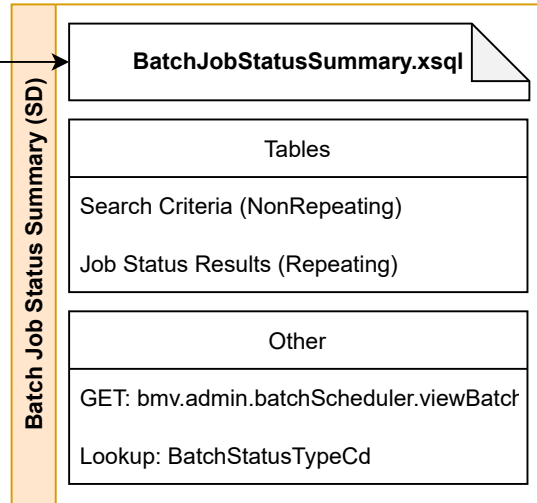 Batch Job Status Summary (SD)
BatchJobStatusSummary.xsql
Tables
Search Criteria (NonRepeating)
Job Status Results (Repeating)
Other
GET: bmv.admin.batchScheduler.viewBatch
Lookup: BatchStatusTypeCd